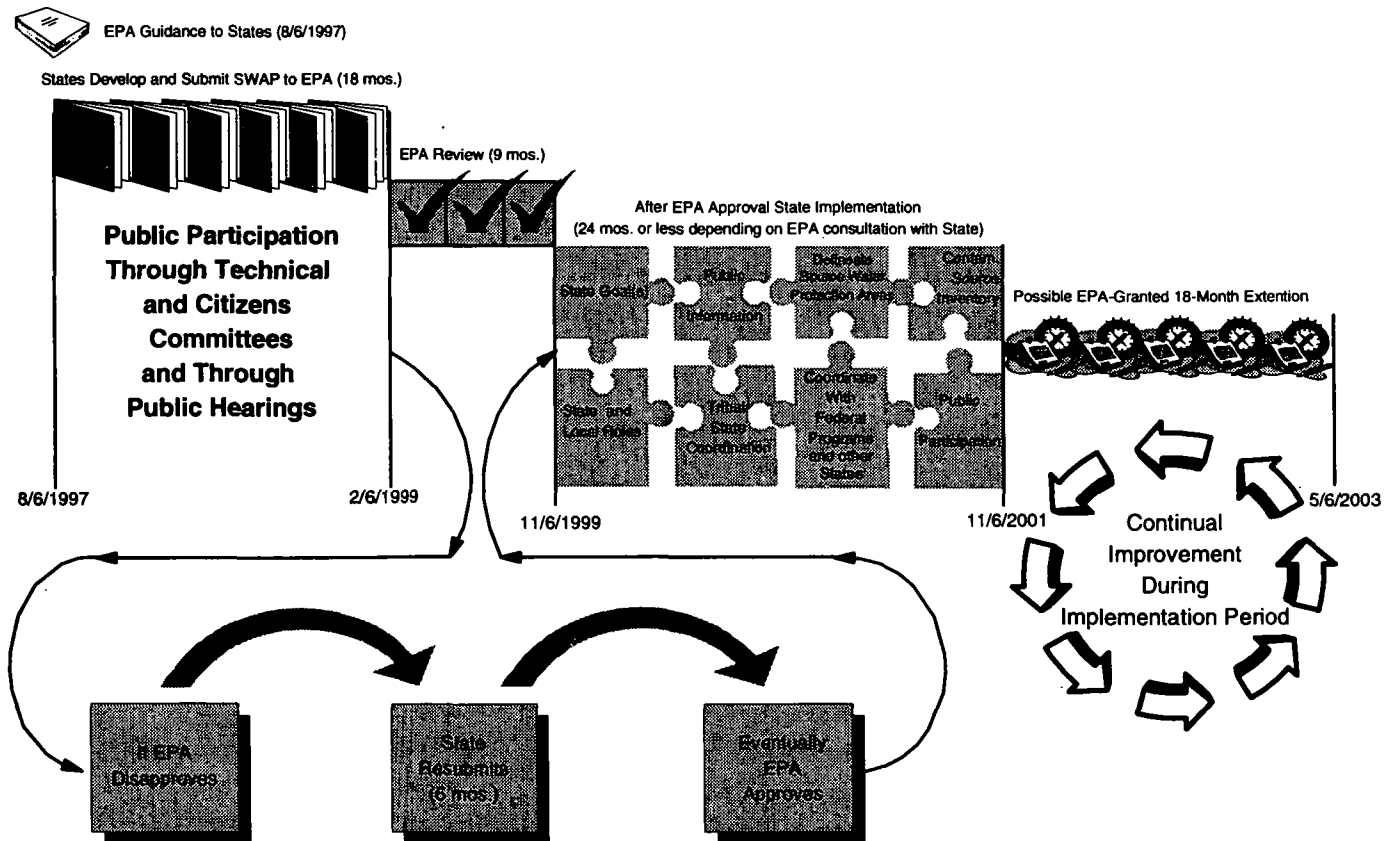 EPA Guidance to States (8/6/1997)
States Develop and Submit SWAP to EPA (18 mos.)
EPA Review (9 mos.)
Public Participation
Through Technical
and Citizens
Committees
and Through
Public Hearings
After EPA Approval State Implementation
(24 mos. or less depending on EPA consultation with State)
State Goal(s)
Public
Information
Delineate
Source Water
Protection Areas
Contam.
Source
Inventory
Possible EPA-Granted 18-Month Extention
State and
Local Roles
Tribal
State
Coordination
Coordinate
With
Federal
Programs
and other
States
Public
Participation
8/6/1997
2/6/1999
11/6/1999
11/6/2001
5/6/2003
Continual
Improvement
During
Implementation Period
If EPA
Disapproves
State
Resubmits
(6 mos.)
Eventually
EPA
Approves